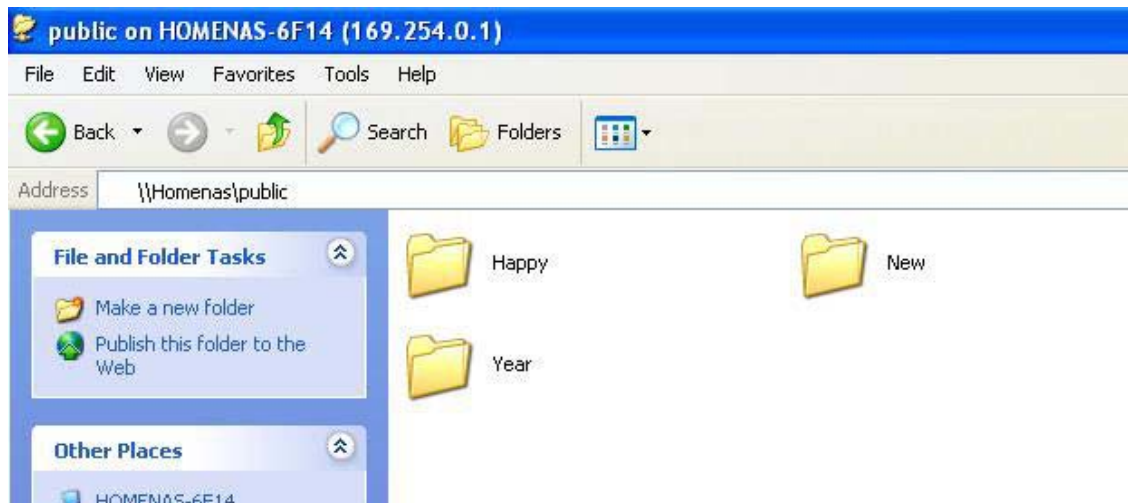 public on HOMENAS-6F14 (169.254.0.1)
File Edit View Favorites Tools Help
Back Search Folders
Address \\Homenas\public
File and Folder Tasks
Make a new folder
Publish this folder to the
Web
Other Places
HOMENAS-6F14
Happy New
Year